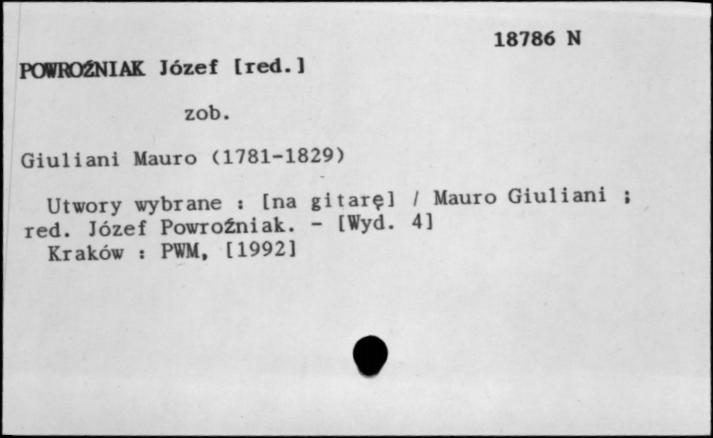 18786 N
POWROŹNIAK Józef [red.]
zob.
Giuliani Mauro (1781-1829)
Utwory wybrane : [na gitarę] / Mauro Giuliani ;
red. Józef Powroźniak. - [Wyd. 4]
Kraków : PWM, [1992]